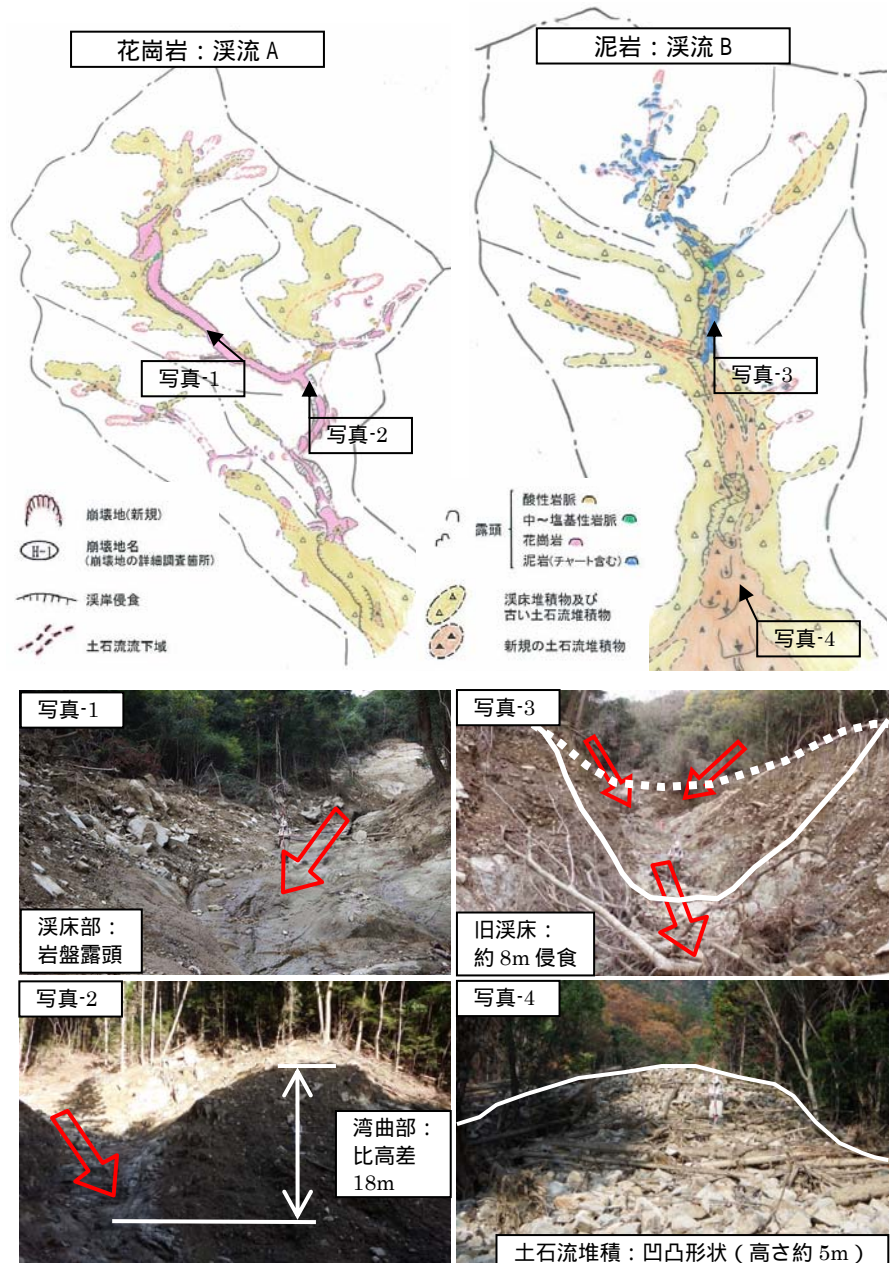 花崗岩：渓流 A
泥岩：渓流 B
写真-1
写真-2
写真-3
写真-4
崩壊地(新規)
H-1
崩壊地名
(崩壊地の詳細調査箇所)
渓岸侵食
土石流流下域
露頭
酸性岩脈
中～塩基性岩脈
花崗岩
泥岩(チャート含む)
渓床堆積物及び
古い土石流堆積物
新規の土石流堆積物
写真-1
渓床部：
岩盤露頭
写真-3
旧渓床：
約 8m 侵食
写真-2
湾曲部：
比高差
18m
写真-4
土石流堆積：凹凸形状（高さ約 5m）